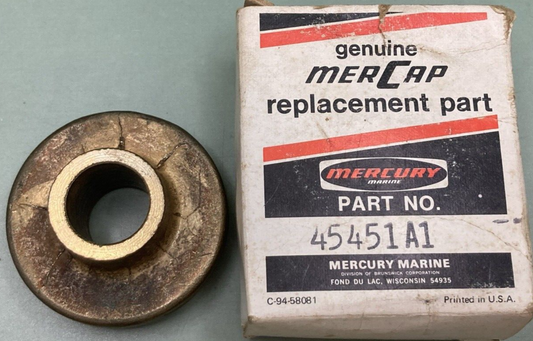 genuine
MERCAP
replacement part
MERCURY
MARINE
PART NO.
45451A1
MERCURY MARINE
DIVISION OF BRUNSWICK CORPORATION
FOND DU LAC, WISCONSIN 54935
C-94-58081 Printed in U.S.A.